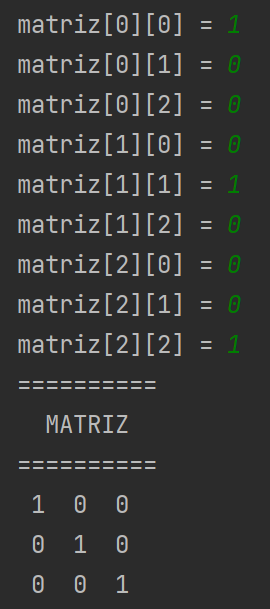 matriz[0][0] = 1
matriz[0][1] = 0
matriz[0][2] = 0
matriz[1][0] = 0
matriz[1][1] = 1
matriz[1][2] = 0
matriz[2][0] = 0
matriz[2][1] = 0
matriz[2][2] = 1
==========
MATRIZ
==========
1 0 0
0 1 0
0 0 1